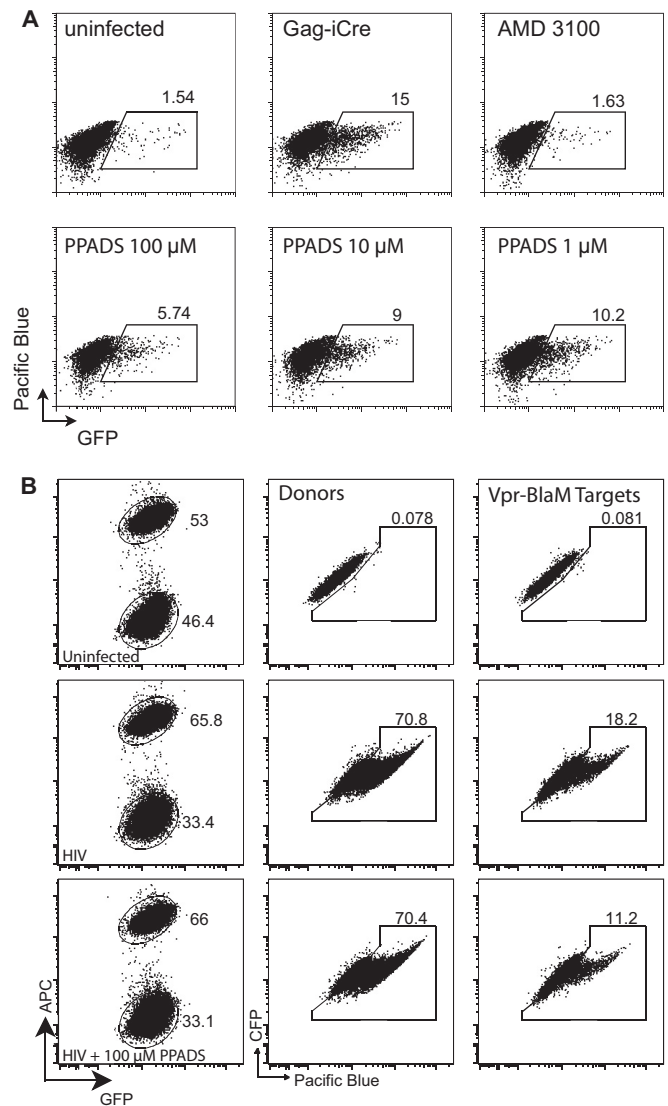 A
uninfected
1.54
Gag-iCre
15
AMD 3100
1.63
PPADS 100 µM
5.74
PPADS 10 µM
9
PPADS 1 µM
10.2
Pacific Blue
GFP
B
53
46.4
Uninfected
Donors
0.078
Vpr-BlaM Targets
0.081
65.8
33.4
HIV
70.8
18.2
66
33.1
HIV + 100 µM PPADS
70.4
11.2
APC
GFP
CFP
Pacific Blue